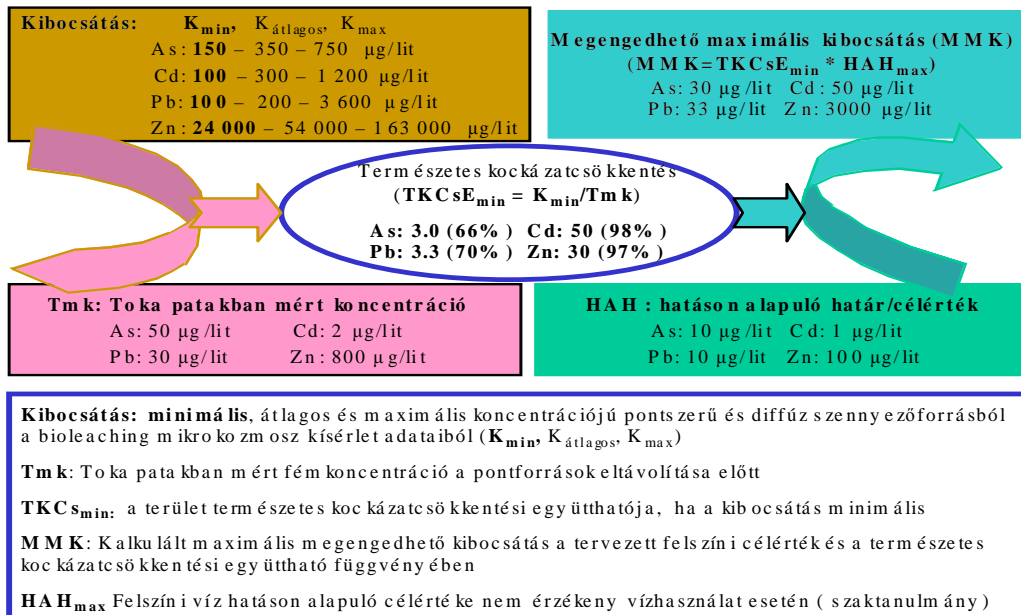 Kibocsátás: Kmin, Kátlagos, Kmax
As: 150 – 350 – 750 µg/lit
Cd: 100 – 300 – 1 200 µg/lit
Pb: 100 – 200 – 3 600 µg/lit
Zn: 24 000 – 54 000 – 163 000 µg/lit
Megengedhető maximális kibocsátás (MMK)
(MMK=TKCsEmin * HAHmax)
As: 30 µg/lit Cd: 50 µg/lit
Pb: 33 µg/lit Zn: 3000 µg/lit
Természetes kockázatcsökkentés
(TKCsEmin = Kmin/Tmk)
As: 3.0 (66%) Cd: 50 (98%)
Pb: 3.3 (70%) Zn: 30 (97%)
Tmk: Toka patakban mért koncentráció
As: 50 µg/lit Cd: 2 µg/lit
Pb: 30 µg/lit Zn: 800 µg/lit
HAH: hatáson alapuló határ/célérték
As: 10 µg/lit Cd: 1 µg/lit
Pb: 10 µg/lit Zn: 100 µg/lit
Kibocsátás: minimális, átlagos és maximális koncentrációjú pontszerű és diffúz szennyezőforrásból
a bioleaching mikrokozmosz kísérlet adataiból (Kmin, Kátlagos, Kmax)
Tmk: Toka patakban mért fémkoncentráció a pontforrások eltávolítása előtt
TKCsmin: a terület természetes kockázatcsökkentési együtthatója, ha a kibocsátás minimális
MMK: Kalkulált maximális megengedhető kibocsátás a tervezett felszíni célérték és a természetes
kockázatcsökkentési együttható függvényében
HAHmax Felszíni víz hatáson alapuló célértéke nem érzékeny vízhasználat esetén ( szaktanulmány)